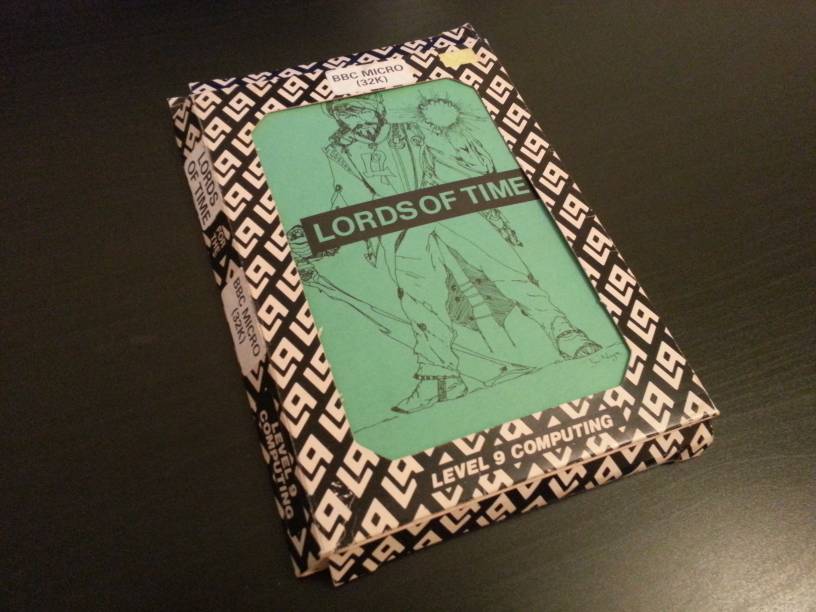 BBC MICRO
(32K)
LORDS OF TIME
LEVEL 9 COMPUTING
LORDS
OF TIME
BBC MICRO
(32K)
LEVEL 9
COMPUTING